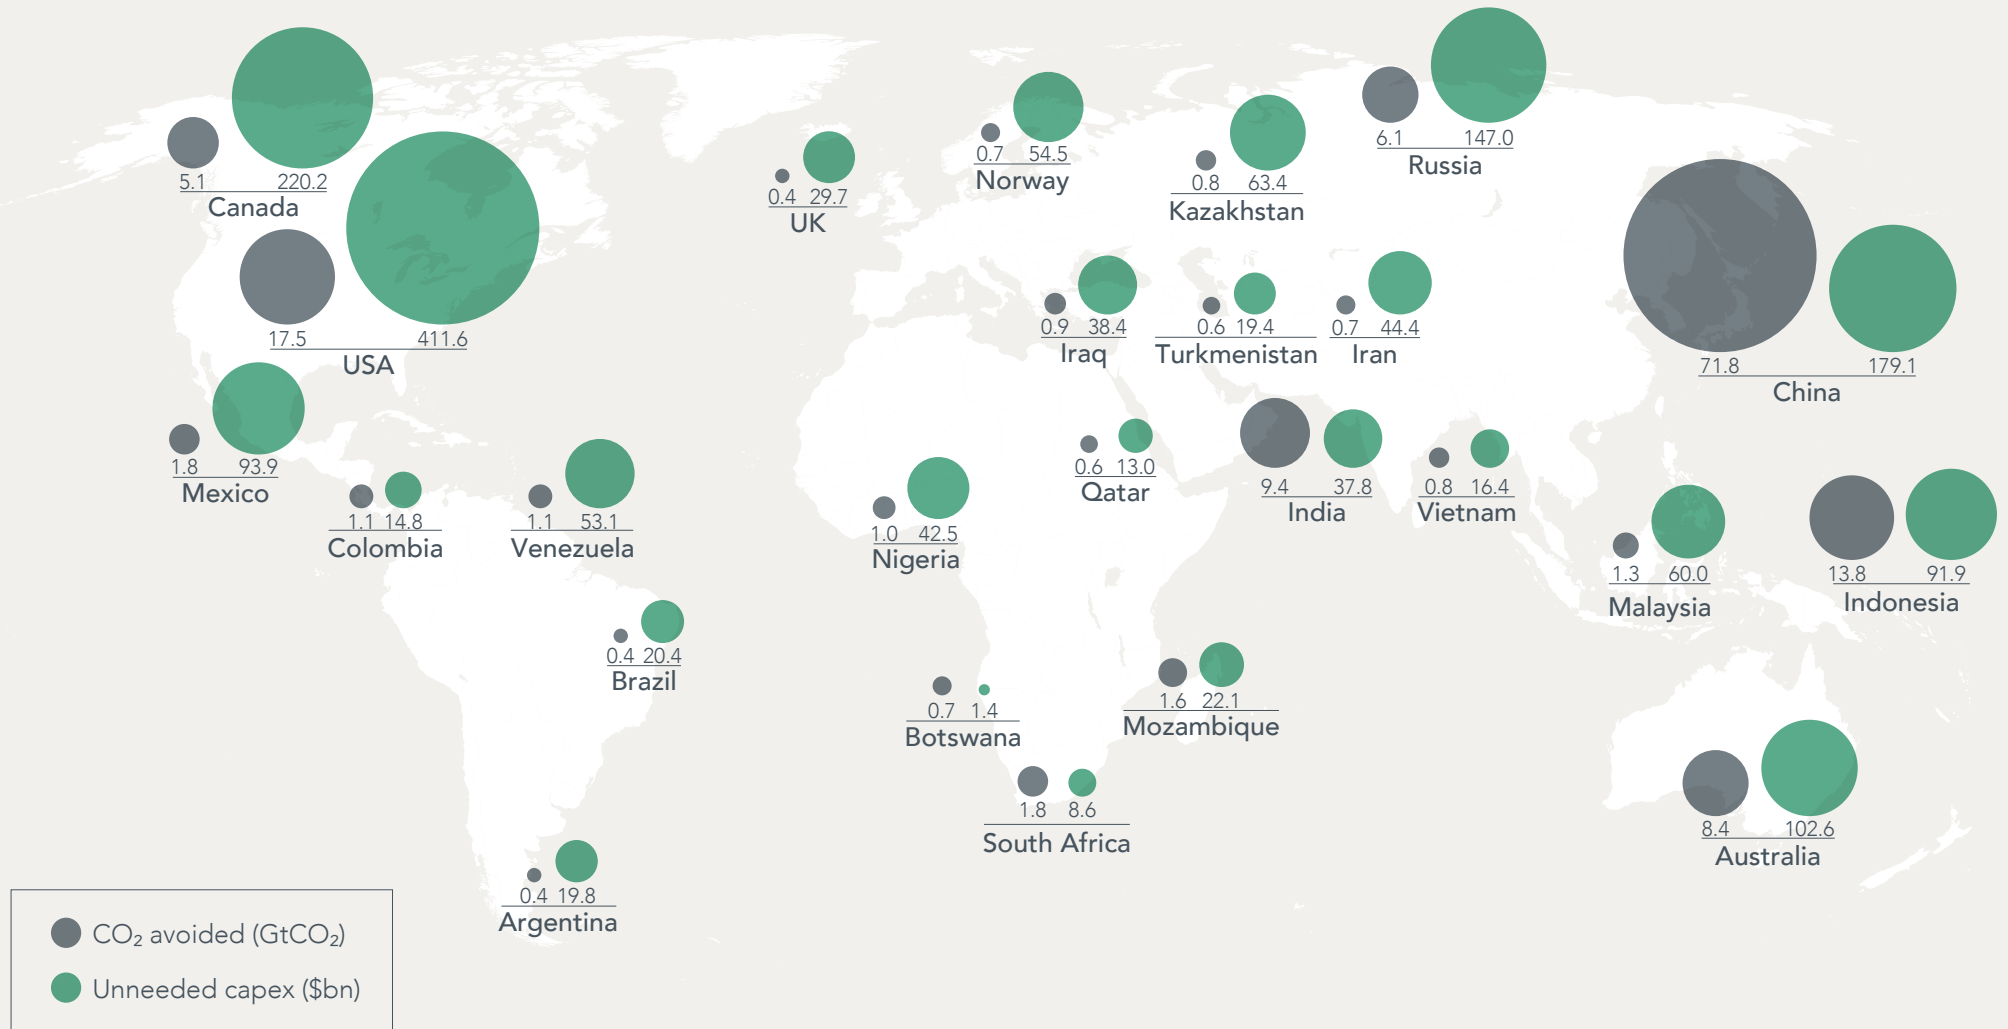 5.1 220.2
Canada
17.5 411.6
USA
1.8 93.9
Mexico
1.1 14.8
Colombia
1.1 53.1
Venezuela
0.4 20.4
Brazil
0.4 19.8
Argentina
0.4 29.7
UK
0.7 54.5
Norway
0.8 63.4
Kazakhstan
6.1 147.0
Russia
0.9 38.4
Iraq
0.6 19.4
Turkmenistan
0.7 44.4
Iran
71.8 179.1
China
0.6 13.0
Qatar
9.4 37.8
India
0.8 16.4
Vietnam
1.0 42.5
Nigeria
1.3 60.0
Malaysia
13.8 91.9
Indonesia
0.7 1.4
Botswana
1.6 22.1
Mozambique
1.8 8.6
South Africa
8.4 102.6
Australia
CO₂ avoided (GtCO₂)
Unneeded capex ($bn)